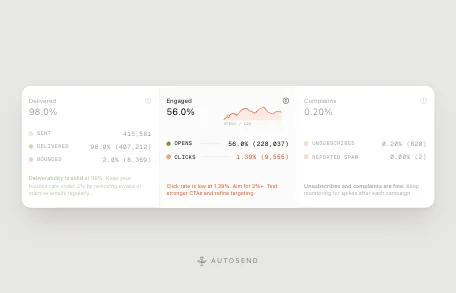 Delivered
98.0%
SENT 415,581
DELIVERED 98.0% (407,212)
BOUNCED 2.0% (8,369)
Deliverability is solid at 98%. Keep your
bounce rate under 2% by removing invalid or
inactive emails regularly.
Engaged
56.0%
OPENS / 12H
OPENS 56.0% (228,037)
CLICKS 1.39% (9,555)
Click rate is low at 1.39%. Aim for 2%+. Test
stronger CTAs and refine targeting.
Complaints
0.20%
UNSUBSCRIBED 0.20% (820)
REPORTED SPAM 0.00% (2)
Unsubscribes and complaints are fine. Keep
monitoring for spikes after each campaign
AUTOSEND